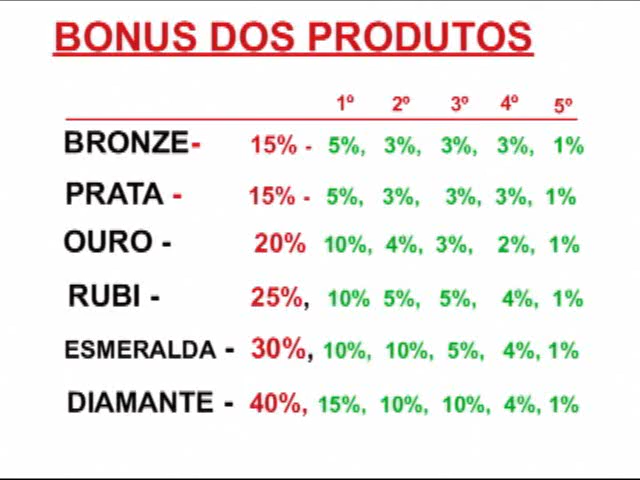 BONUS DOS PRODUTOS
1º 2º 3º 4º 5º
BRONZE- 15% - 5%, 3%, 3%, 3%, 1%
PRATA - 15% - 5%, 3%, 3%, 3%, 1%
OURO - 20% 10%, 4%, 3%, 2%, 1%
RUBI - 25%, 10% 5%, 5%, 4%, 1%
ESMERALDA - 30%, 10%, 10%, 5%, 4%, 1%
DIAMANTE - 40%, 15%, 10%, 10%, 4%, 1%